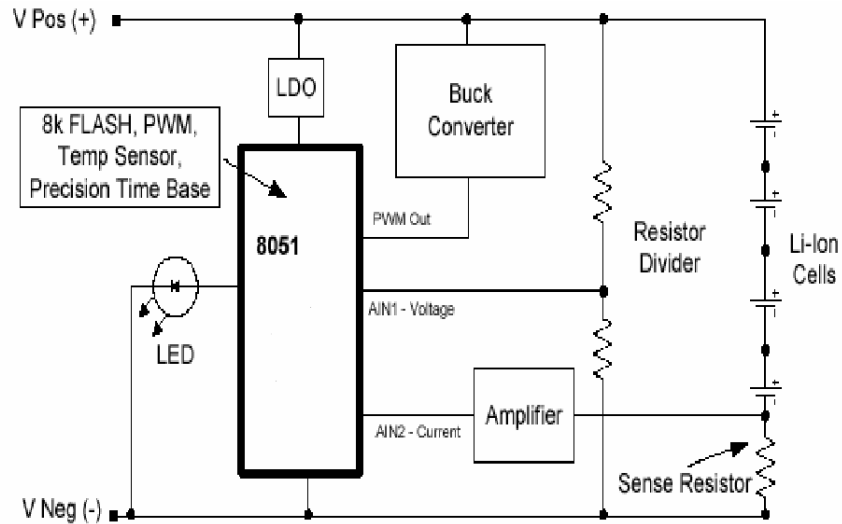 V Pos (+)
LDO
Buck
Converter
8k FLASH, PWM,
Temp Sensor,
Precision Time Base
8051
PWM Out
AIN1 - Voltage
AIN2 - Current
LED
Amplifier
Resistor
Divider
Li-Ion
Cells
+
-
+
-
+
-
+
-
Sense Resistor
V Neg (-)